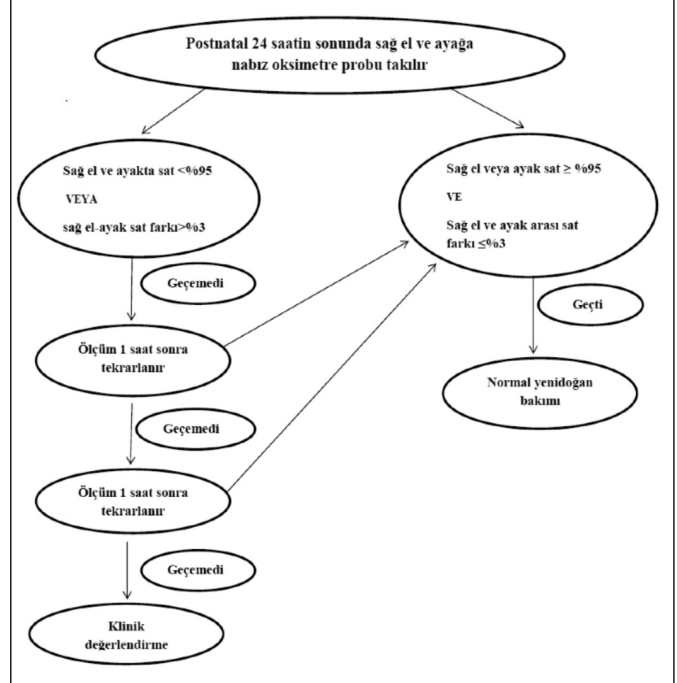 Postnatal 24 saatin sonunda sağ el ve ayağa
nabız oksimetre probu takılır
Sağ el ve ayakta sat <%95
VEYA
sağ el-ayak sat farkı>%3
Sağ el veya ayak sat ≥ %95
VE
Sağ el ve ayak arası sat
farkı ≤%3
Geçemedi
Geçti
Ölçüm 1 saat sonra
tekrarlanır
Normal yenidoğan
bakımı
Geçemedi
Ölçüm 1 saat sonra
tekrarlanır
Geçemedi
Klinik
değerlendirme